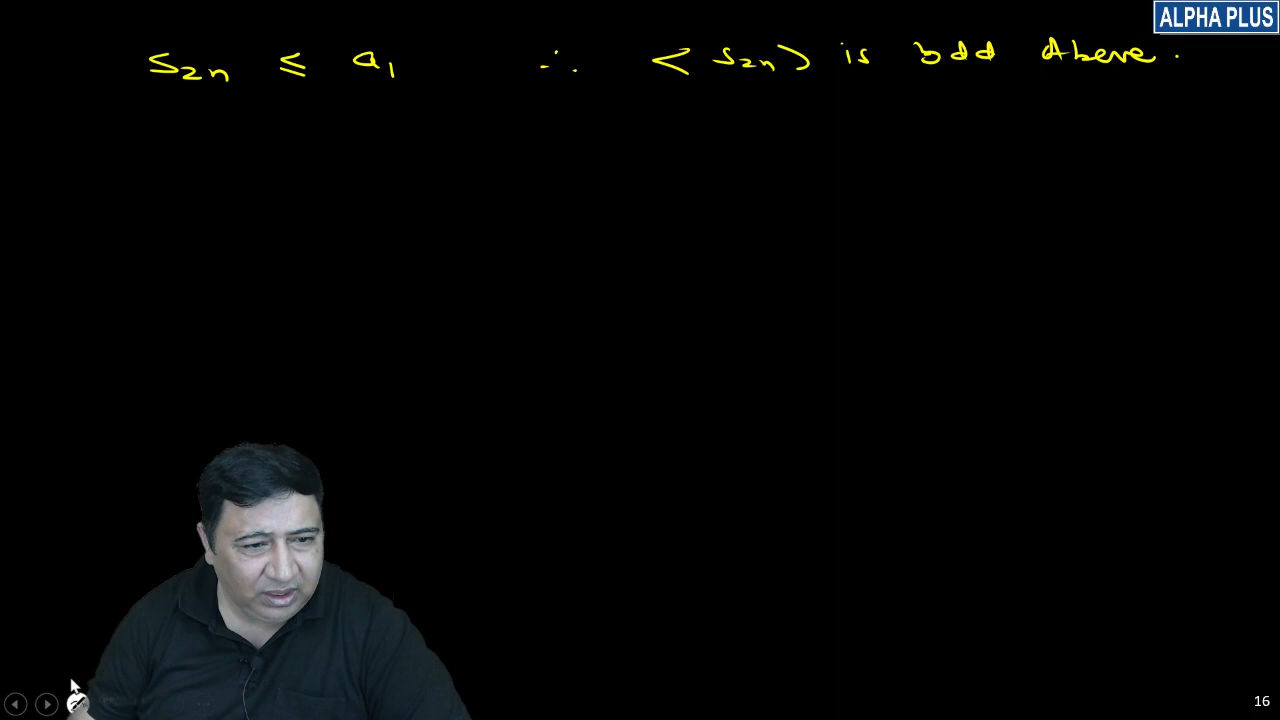 ALPHA PLUS
S₂ₙ ≤ a₁ ∴ < S₂ₙ > is bdd Above.
16